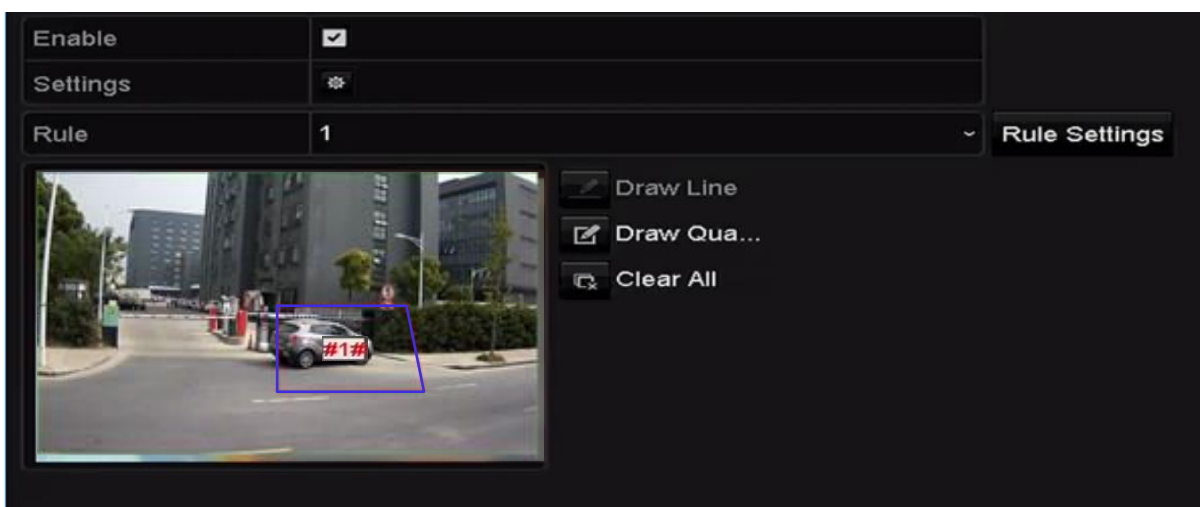 Enable
Settings
Rule 1 Rule Settings
Draw Line
Draw Qua...
Clear All
#1#